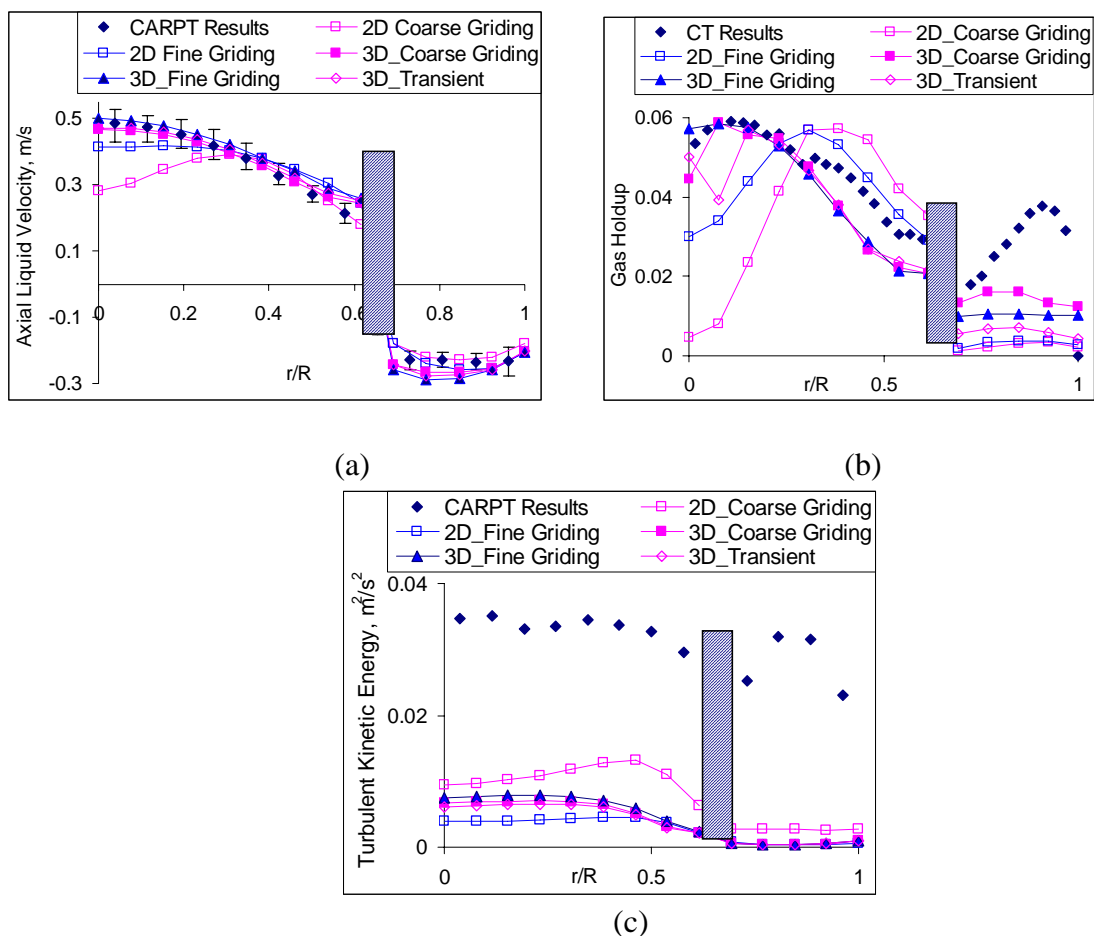 CARPT Results
2D Coarse Griding
2D Fine Griding
3D_Coarse Griding
3D_Fine Griding
3D_Transient
Axial Liquid Velocity, m/s
0.5
0.3
0.1
-0.1
-0.3
0
0.2
0.4
0.6
0.8
1
r/R
(a)
CT Results
2D_Coarse Griding
2D_Fine Griding
3D_Coarse Griding
3D_Fine Griding
3D_Transient
Gas Holdup
0.06
0.04
0.02
0
0
0.5
1
r/R
(b)
CARPT Results
2D_Coarse Griding
2D_Fine Griding
3D_Coarse Griding
3D_Fine Griding
3D_Transient
Turbulent Kinetic Energy, m²/s²
0.04
0.02
0
0
0.5
1
r/R
(c)